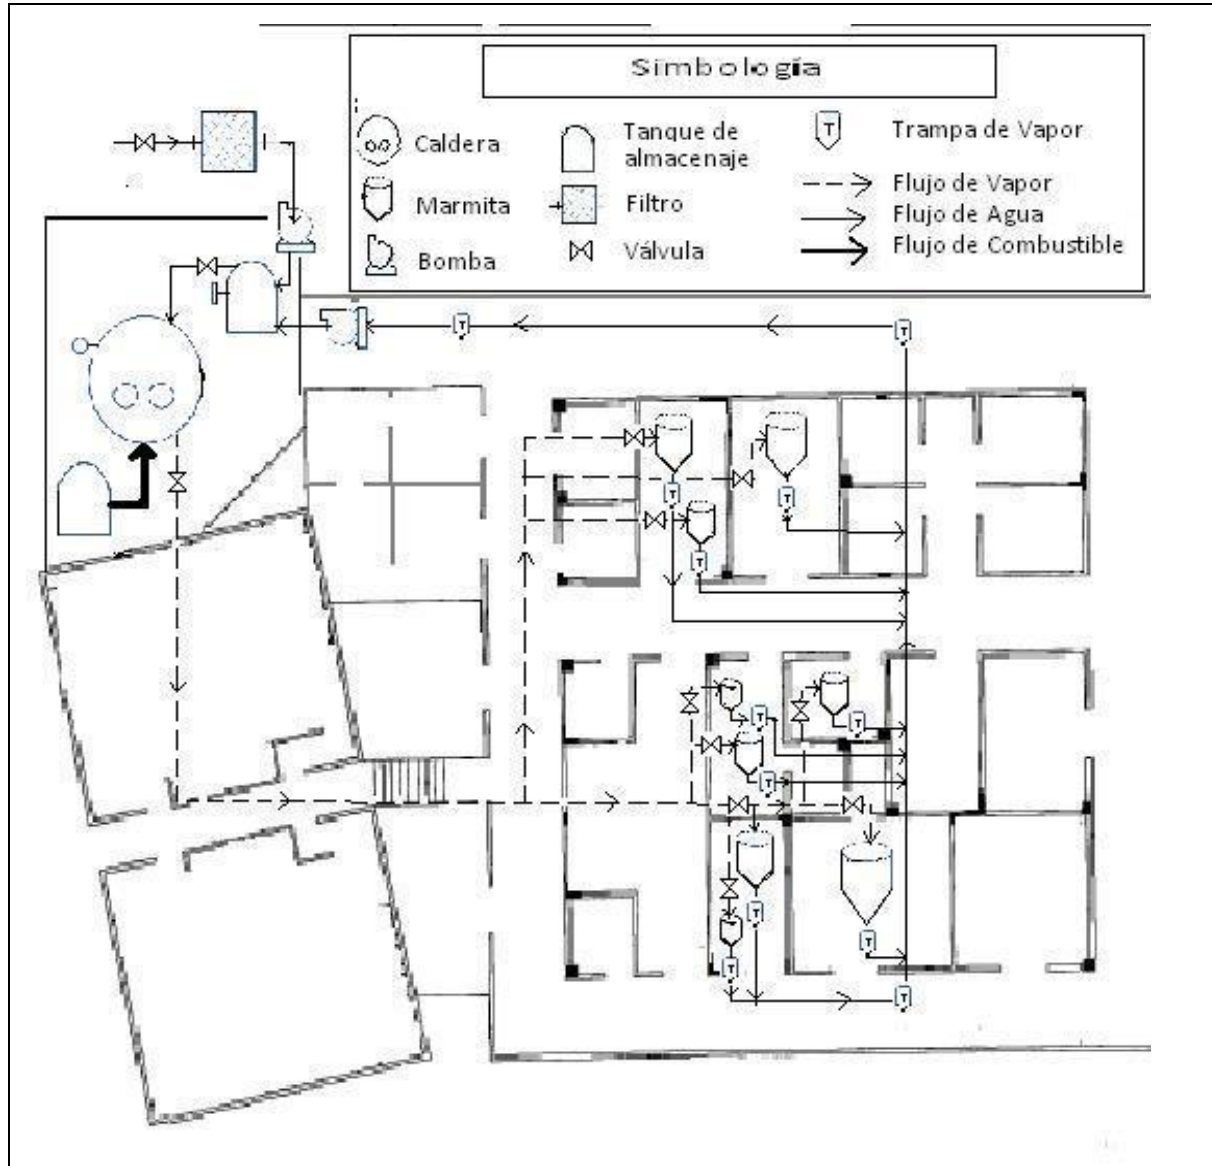 Simbología
Caldera
Tanque de
almacenaje
Trampa de Vapor
T
Marmita
Filtro
Flujo de Vapor
Flujo de Agua
Bomba
Válvula
Flujo de Combustible
T
T
T
T
T
T
T
T
T
T
T
T
T